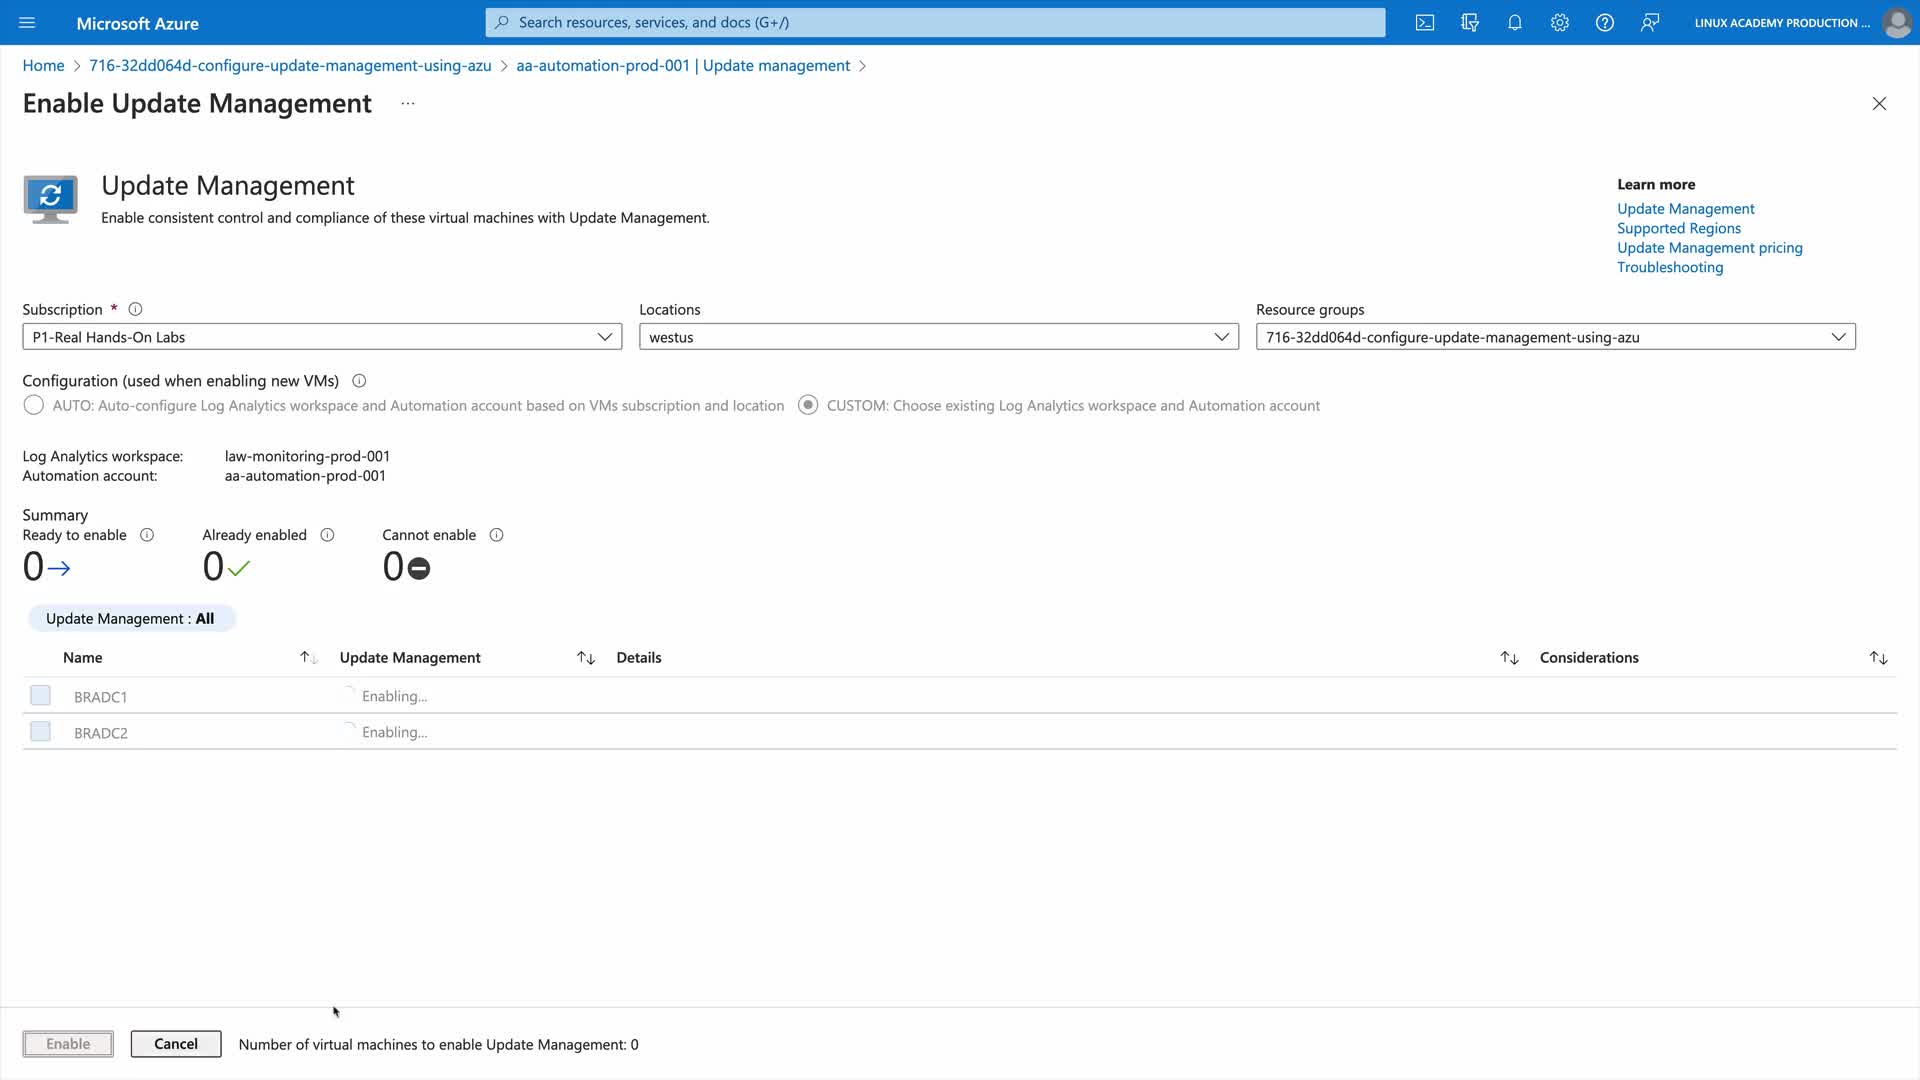 Microsoft Azure
Search resources, services, and docs (G+/)
LINUX ACADEMY PRODUCTION ...
Home > 716-32dd064d-configure-update-management-using-azu > aa-automation-prod-001 | Update management >
Enable Update Management ...
Update Management
Enable consistent control and compliance of these virtual machines with Update Management.
Learn more
Update Management
Supported Regions
Update Management pricing
Troubleshooting
Subscription *
P1-Real Hands-On Labs
Locations
westus
Resource groups
716-32dd064d-configure-update-management-using-azu
Configuration (used when enabling new VMs)
AUTO: Auto-configure Log Analytics workspace and Automation account based on VMs subscription and location
CUSTOM: Choose existing Log Analytics workspace and Automation account
Log Analytics workspace: law-monitoring-prod-001
Automation account: aa-automation-prod-001
Summary
Ready to enable Already enabled Cannot enable
0 0 0
Update Management : All
Name Update Management Details Considerations
BRADC1 Enabling...
BRADC2 Enabling...
Enable Cancel Number of virtual machines to enable Update Management: 0